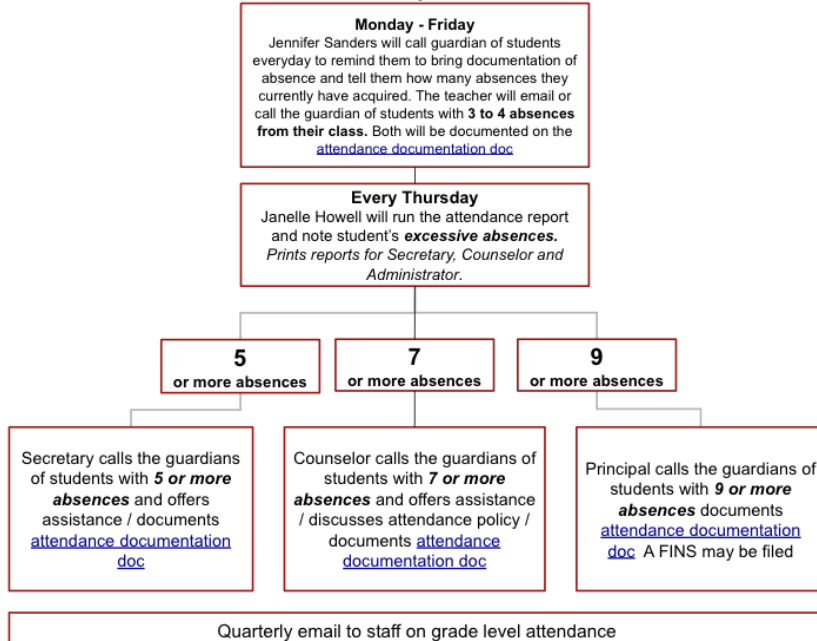 Monday - Friday
Jennifer Sanders will call guardian of students
everyday to remind them to bring documentation of
absence and tell them how many absences they
currently have acquired. The teacher will email or
call the guardian of students with 3 to 4 absences
from their class. Both will be documented on the
attendance documentation doc
Every Thursday
Janelle Howell will run the attendance report
and note student's excessive absences.
Prints reports for Secretary, Counselor and
Administrator.
5
or more absences
7
or more absences
9
or more absences
Secretary calls the guardians
of students with 5 or more
absences and offers
assistance / documents
attendance documentation
doc
Counselor calls the guardians of
students with 7 or more
absences and offers assistance
/ discusses attendance policy /
documents attendance
documentation doc
Principal calls the guardians of
students with 9 or more
absences documents
attendance documentation
doc A FINS may be filed
Quarterly email to staff on grade level attendance